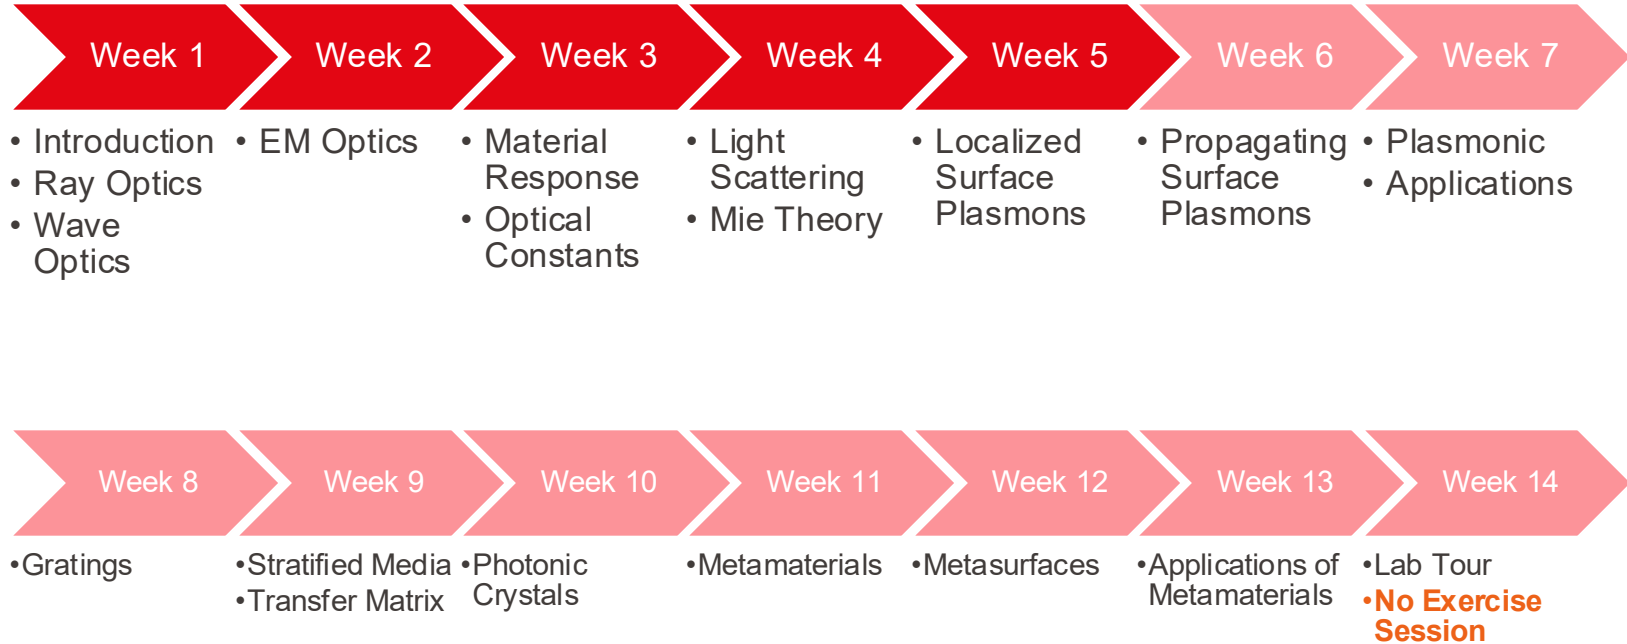 Week 1
Week 2
Week 3
Week 4
Week 5
Week 6
Week 7
• Introduction
• Ray Optics
• Wave
Optics
• EM Optics
• Material
Response
• Optical
Constants
• Light
Scattering
• Mie Theory
• Localized
Surface
Plasmons
• Propagating
Surface
Plasmons
• Plasmonic
• Applications
Week 8
Week 9
Week 10
Week 11
Week 12
Week 13
Week 14
•Gratings
•Stratified Media
•Transfer Matrix
•Photonic
Crystals
•Metamaterials
•Metasurfaces
•Applications of
Metamaterials
•Lab Tour
•No Exercise
Session